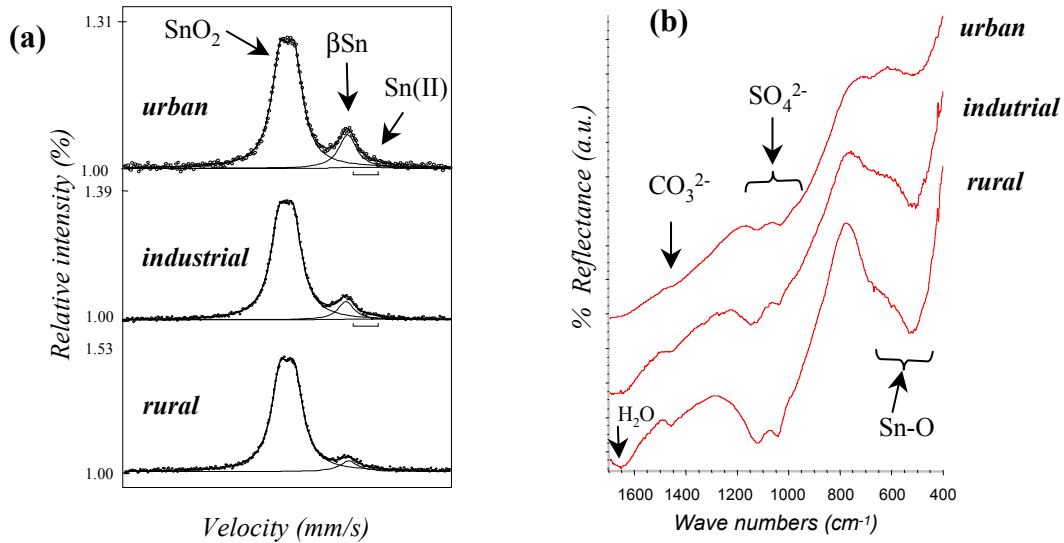 (a)
1.31
SnO₂
βSn
Sn(II)
urban
1.00
1.39
industrial
1.00
1.53
rural
1.00
Relative intensity (%)
Velocity (mm/s)
(b)
urban
indutrial
rural
SO₄²⁻
CO₃²⁻
H₂O
Sn-O
% Reflectance (a.u.)
1600 1400 1200 1000 800 600 400
Wave numbers (cm⁻¹)